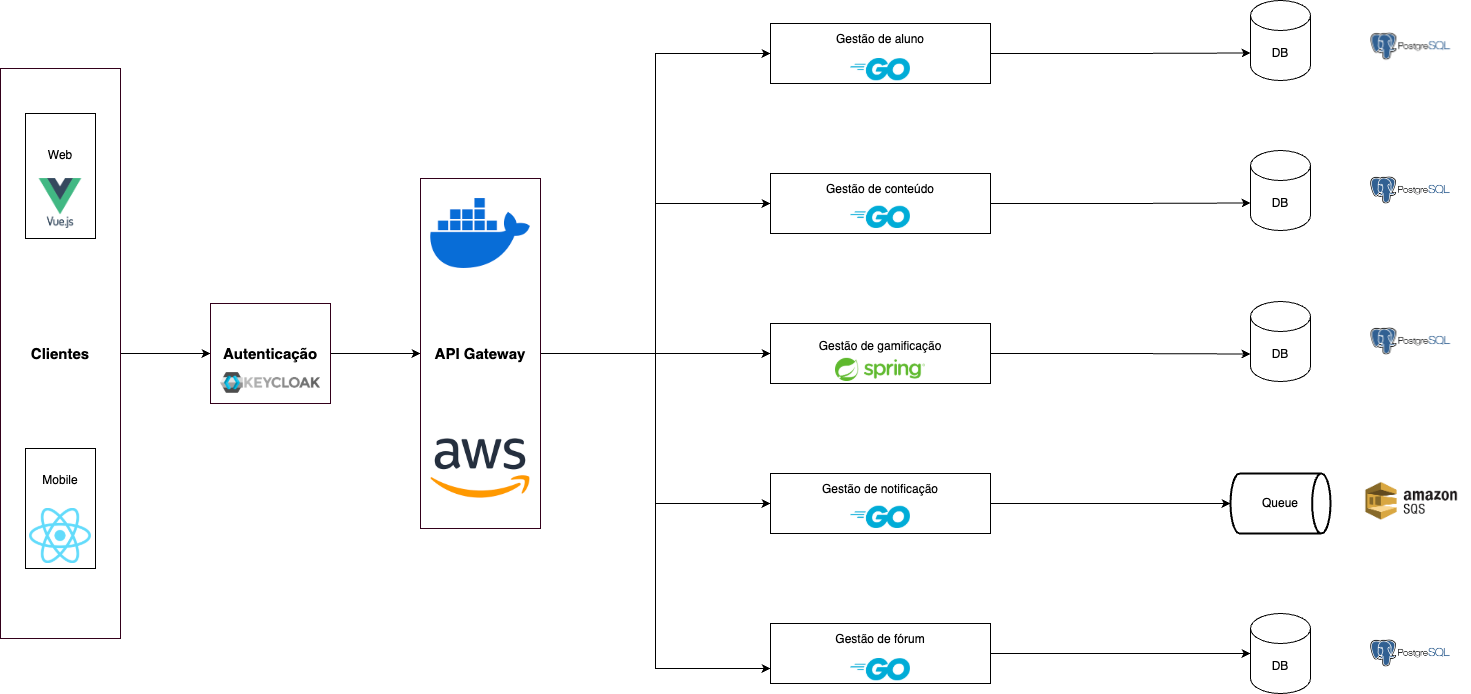 Web
Vue.js
Clientes
Mobile
Autenticação
KEYCLOAK
API Gateway
aws
Gestão de aluno
GO
DB
PostgreSQL
Gestão de conteúdo
GO
DB
PostgreSQL
Gestão de gamificação
spring
DB
PostgreSQL
Gestão de notificação
GO
Queue
amazon
SQS
Gestão de fórum
GO
DB
PostgreSQL